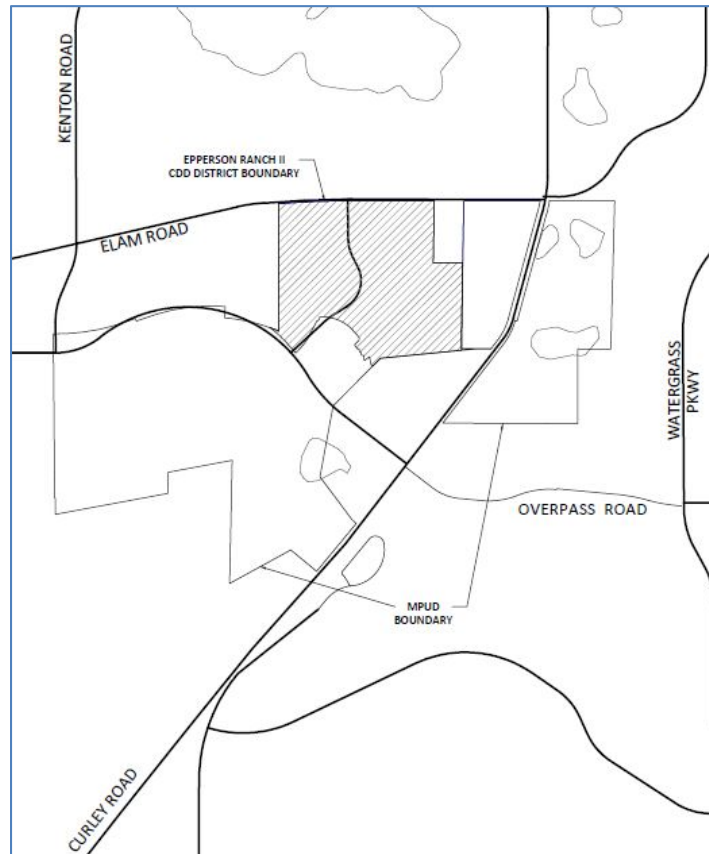 KENTON ROAD
EPPERSON RANCH II
CDD DISTRICT BOUNDARY
ELAM ROAD
WATERGRASS
PKWY
OVERPASS ROAD
MPUD
BOUNDARY
CURLEY ROAD